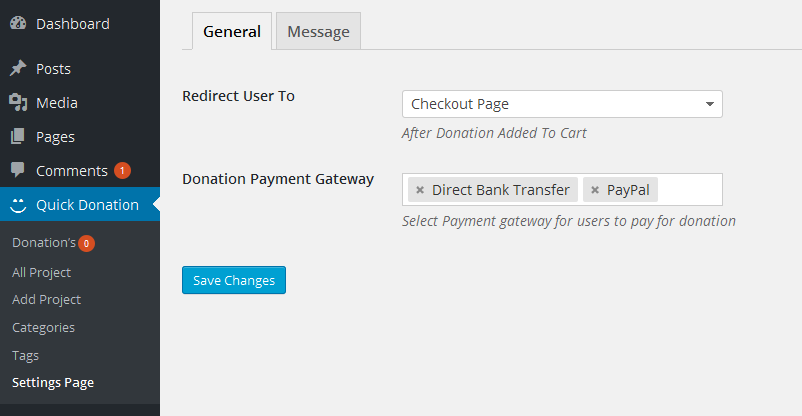 Dashboard
Posts
Media
Pages
Comments 1
Quick Donation
Donation's 0
All Project
Add Project
Categories
Tags
Settings Page
General Message
Redirect User To
Checkout Page
After Donation Added To Cart
Donation Payment Gateway
× Direct Bank Transfer × PayPal
Select Payment gateway for users to pay for donation
Save Changes